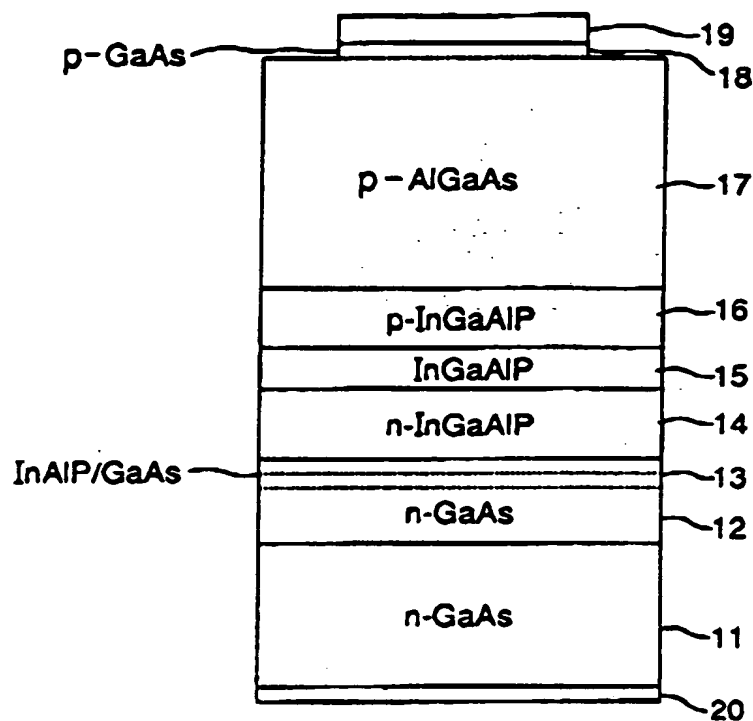 19
p-GaAs
18
p-AlGaAs
17
p-InGaAlP
16
InGaAlP
15
n-InGaAlP
14
InAlP/GaAs
13
n-GaAs
12
n-GaAs
11
20